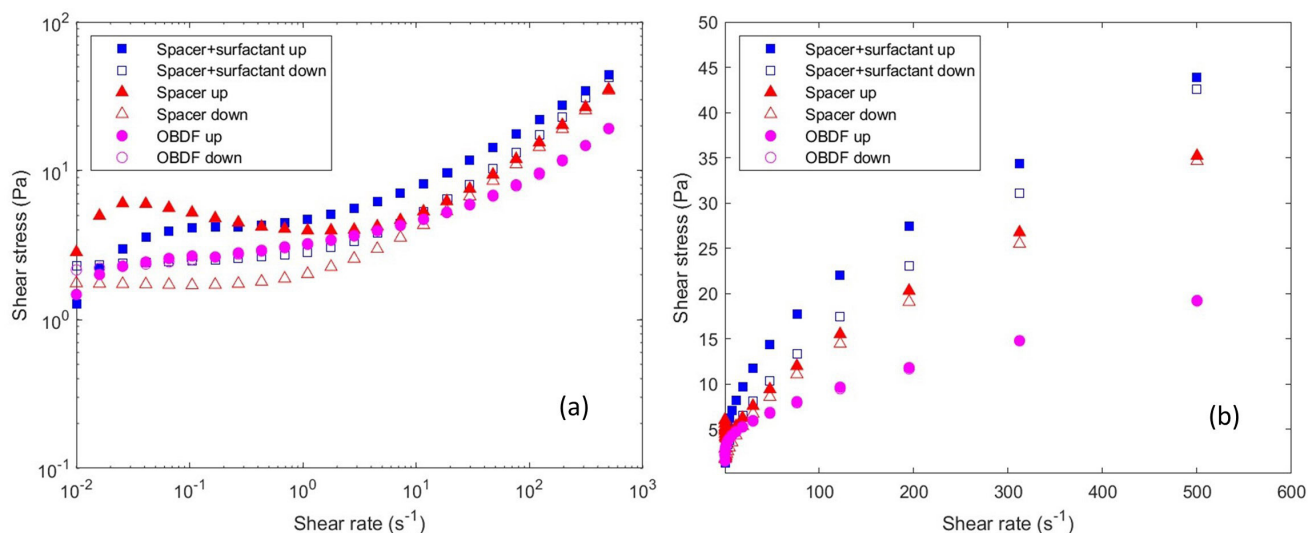 10²
Spacer+surfactant up
Spacer+surfactant down
Spacer up
Spacer down
OBDF up
OBDF down
10¹
10⁰
10⁻¹
Shear stress (Pa)
(a)
10⁻² 10⁻¹ 10⁰ 10¹ 10² 10³
Shear rate (s⁻¹)
50
45
40
35
30
25
20
15
10
5
Spacer+surfactant up
Spacer+surfactant down
Spacer up
Spacer down
OBDF up
OBDF down
Shear stress (Pa)
(b)
100 200 300 400 500 600
Shear rate (s⁻¹)